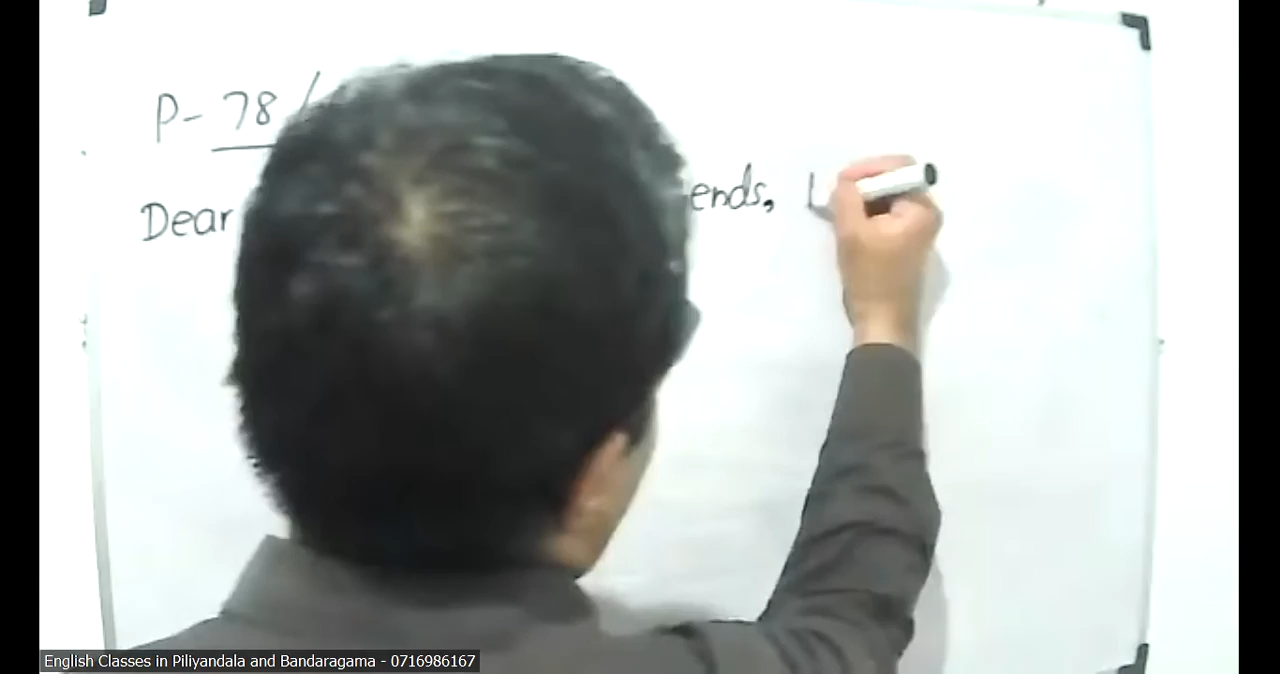 P- 78 /
Dear ends,
English Classes in Piliyandala and Bandaragama - 0716986167